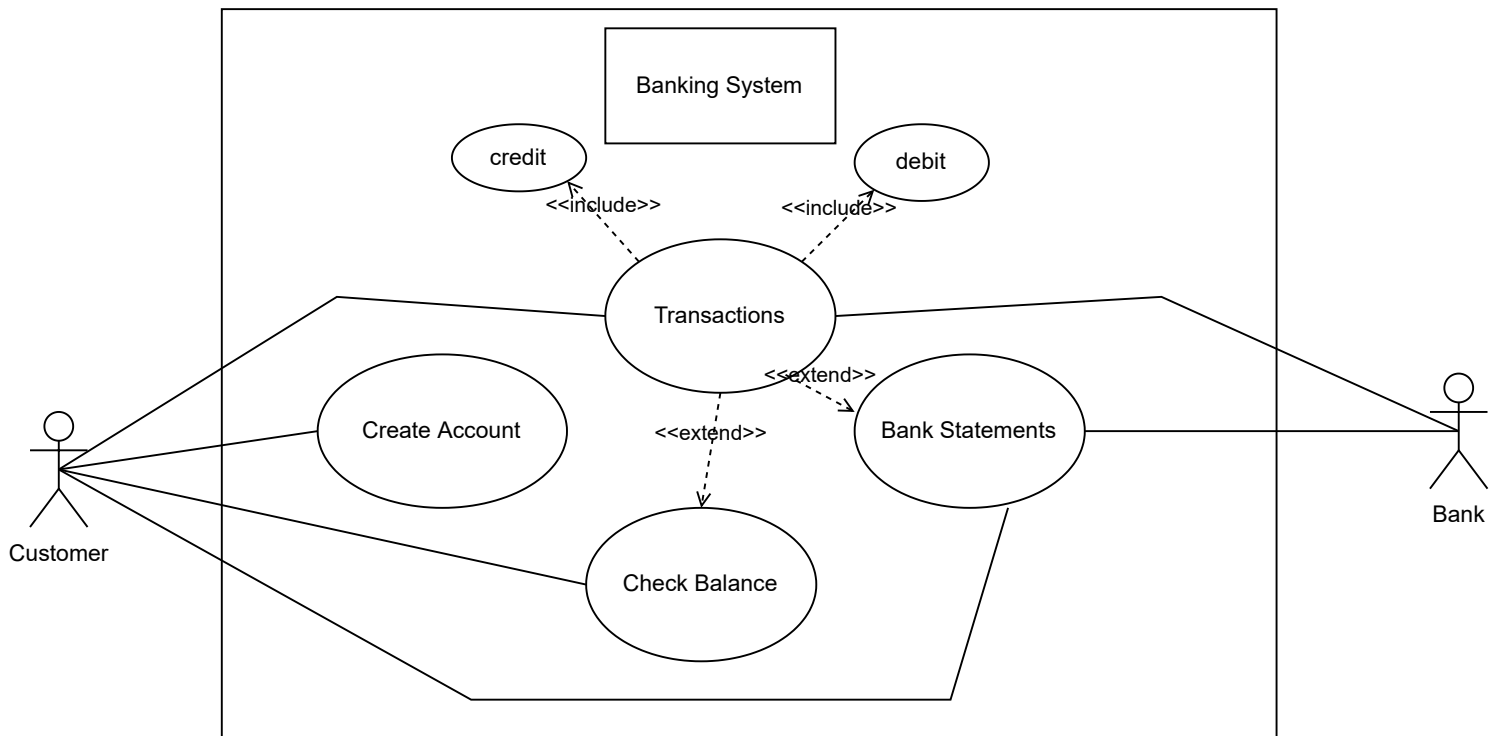 Banking System
credit
debit
<<include>>
<<include>>
Transactions
<<extend>>
Create Account
<<extend>>
Bank Statements
Customer
Bank
Check Balance